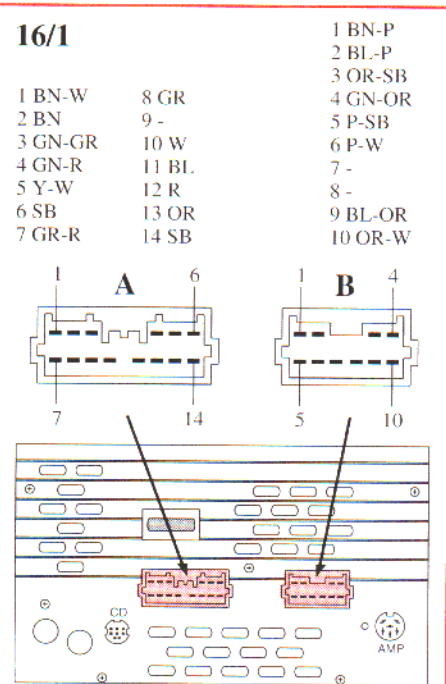 16/1
1 BN-W
2 BN
3 GN-GR
4 GN-R
5 Y-W
6 SB
7 GR-R
8 GR
9 -
10 W
11 BL
12 R
13 OR
14 SB
1 BN-P
2 BL-P
3 OR-SB
4 GN-OR
5 P-SB
6 P-W
7 -
8 -
9 BL-OR
10 OR-W
1 A 6
7 14
1 B 4
5 10
CD
AMP